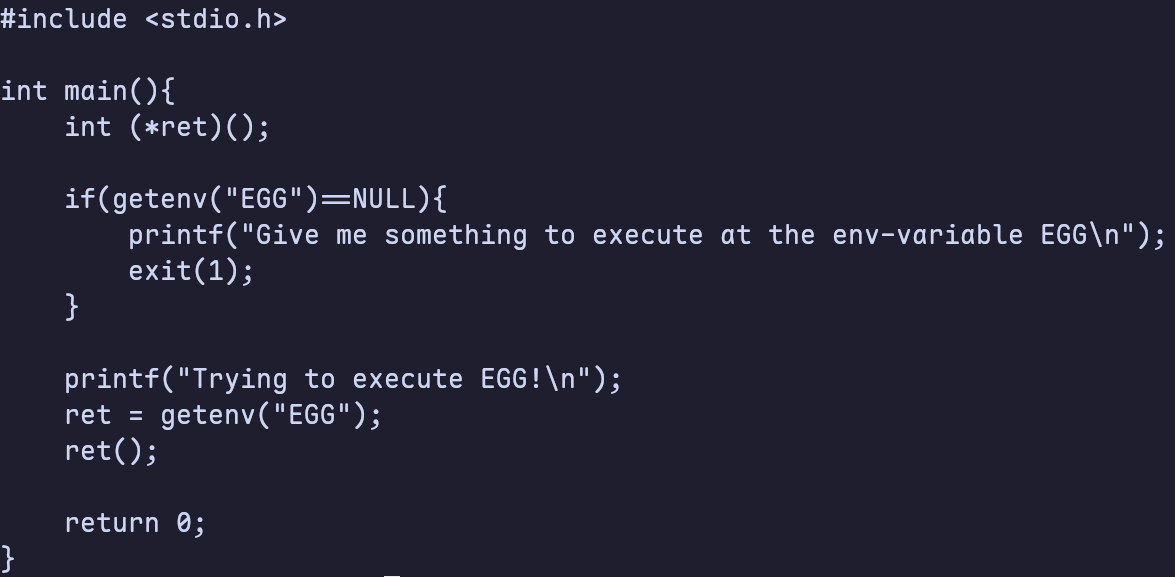 #include <stdio.h>
int main(){
int (*ret)();
if(getenv("EGG")==NULL){
printf("Give me something to execute at the env-variable EGG\n");
exit(1);
}
printf("Trying to execute EGG!\n");
ret = getenv("EGG");
ret();
return 0;
}